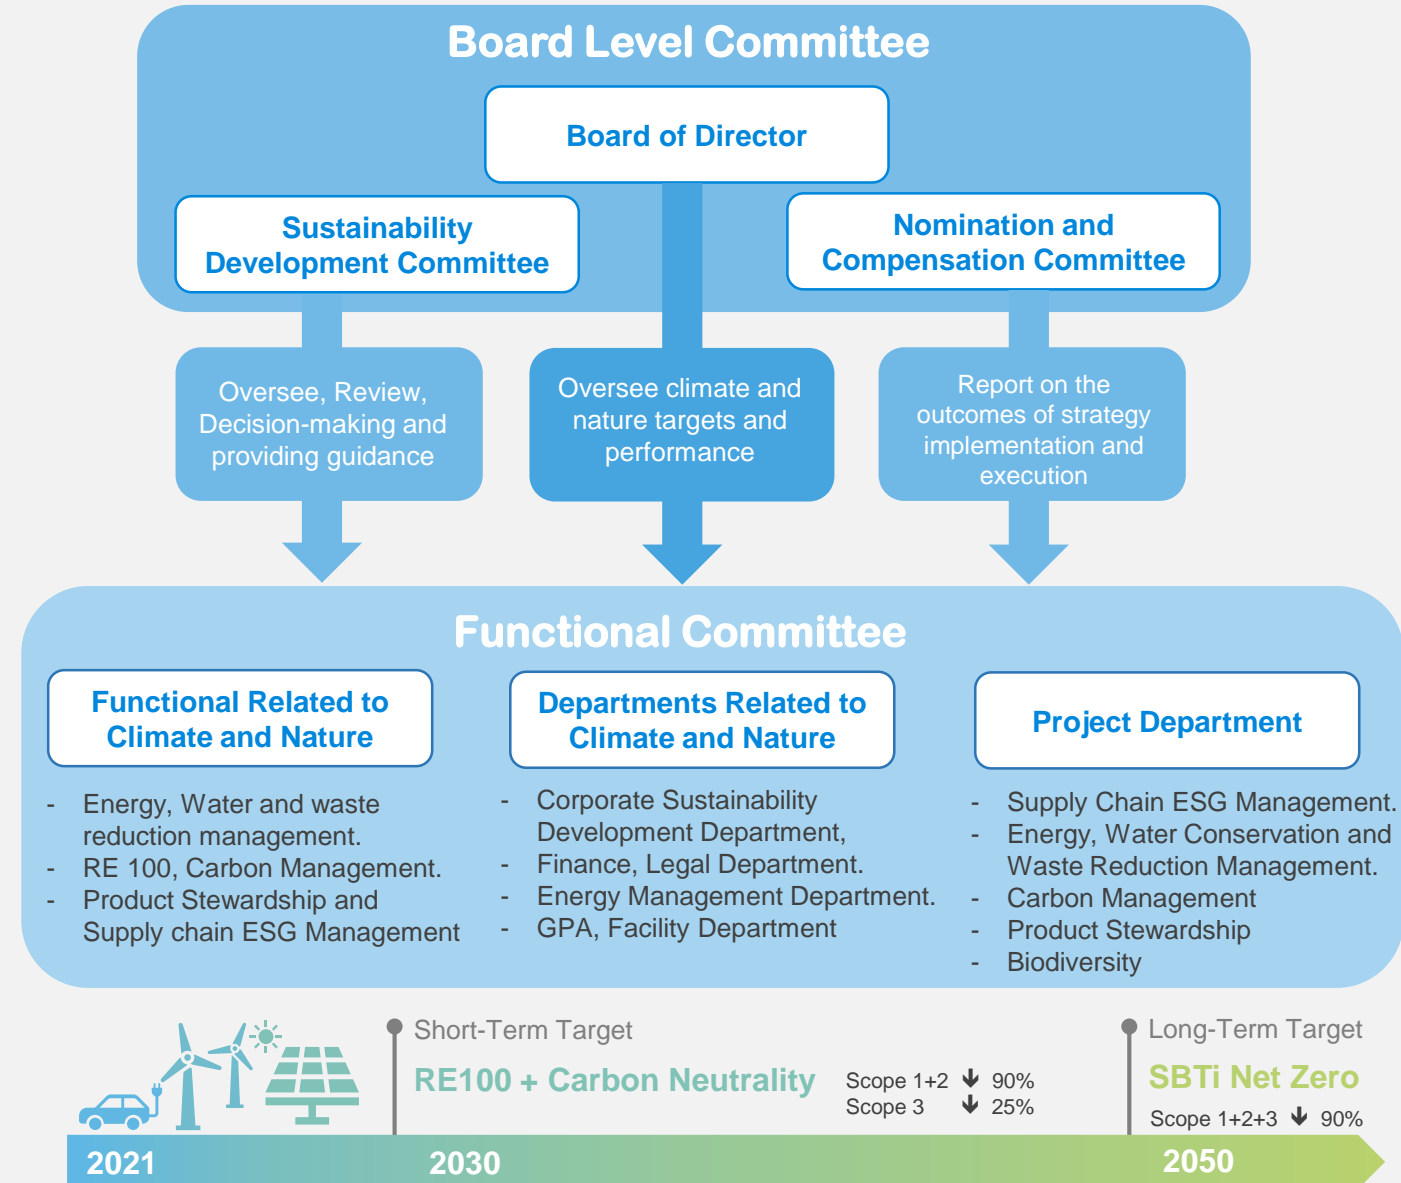 Board Level Committee
Board of Director
Sustainability
Development Committee
Nomination and
Compensation Committee
Oversee, Review,
Decision-making and
providing guidance
Oversee climate and
nature targets and
performance
Report on the
outcomes of strategy
implementation and
execution
Functional Committee
Functional Related to
Climate and Nature
- Energy, Water and waste
reduction management.
- RE 100, Carbon Management.
- Product Stewardship and
Supply chain ESG Management
Departments Related to
Climate and Nature
- Corporate Sustainability
Development Department,
- Finance, Legal Department.
- Energy Management Department.
- GPA, Facility Department
Project Department
- Supply Chain ESG Management.
- Energy, Water Conservation and
Waste Reduction Management.
- Carbon Management
- Product Stewardship
- Biodiversity
Short-Term Target
RE100 + Carbon Neutrality
Scope 1+2 ↓ 90%
Scope 3 ↓ 25%
Long-Term Target
SBTi Net Zero
Scope 1+2+3 ↓ 90%
2021
2030
2050